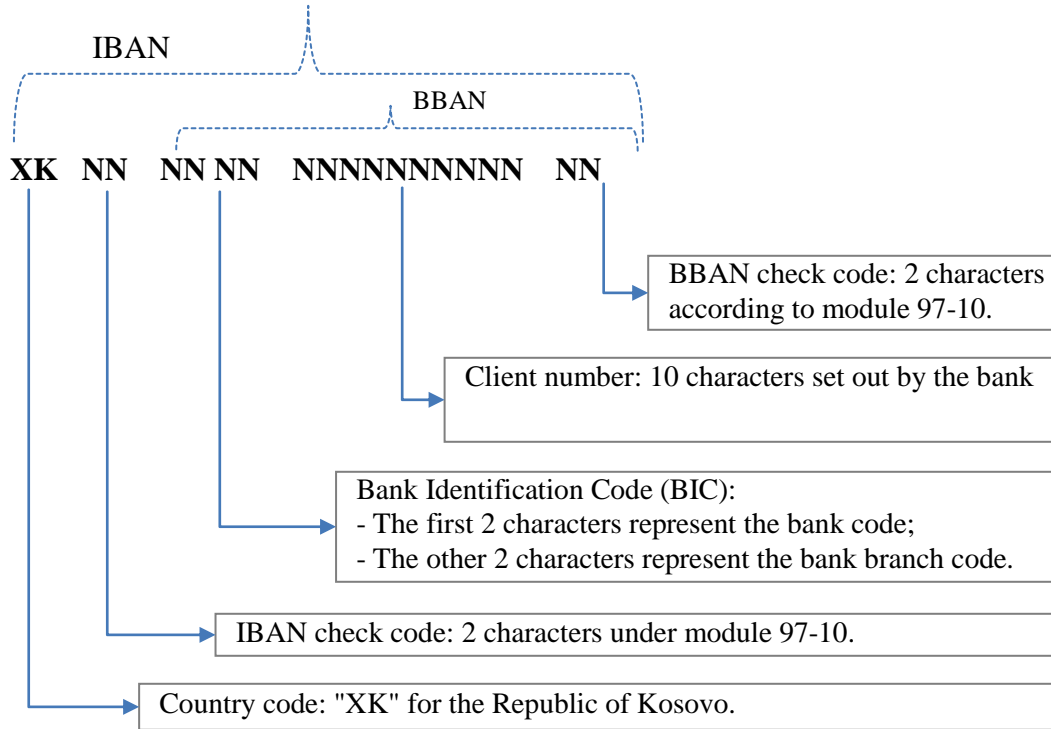 IBAN
BBAN
XK NN NN NN NNNNNNNNNN NN
BBAN check code: 2 characters
according to module 97-10.
Client number: 10 characters set out by the bank
Bank Identification Code (BIC):
- The first 2 characters represent the bank code;
- The other 2 characters represent the bank branch code.
IBAN check code: 2 characters under module 97-10.
Country code: "XK" for the Republic of Kosovo.